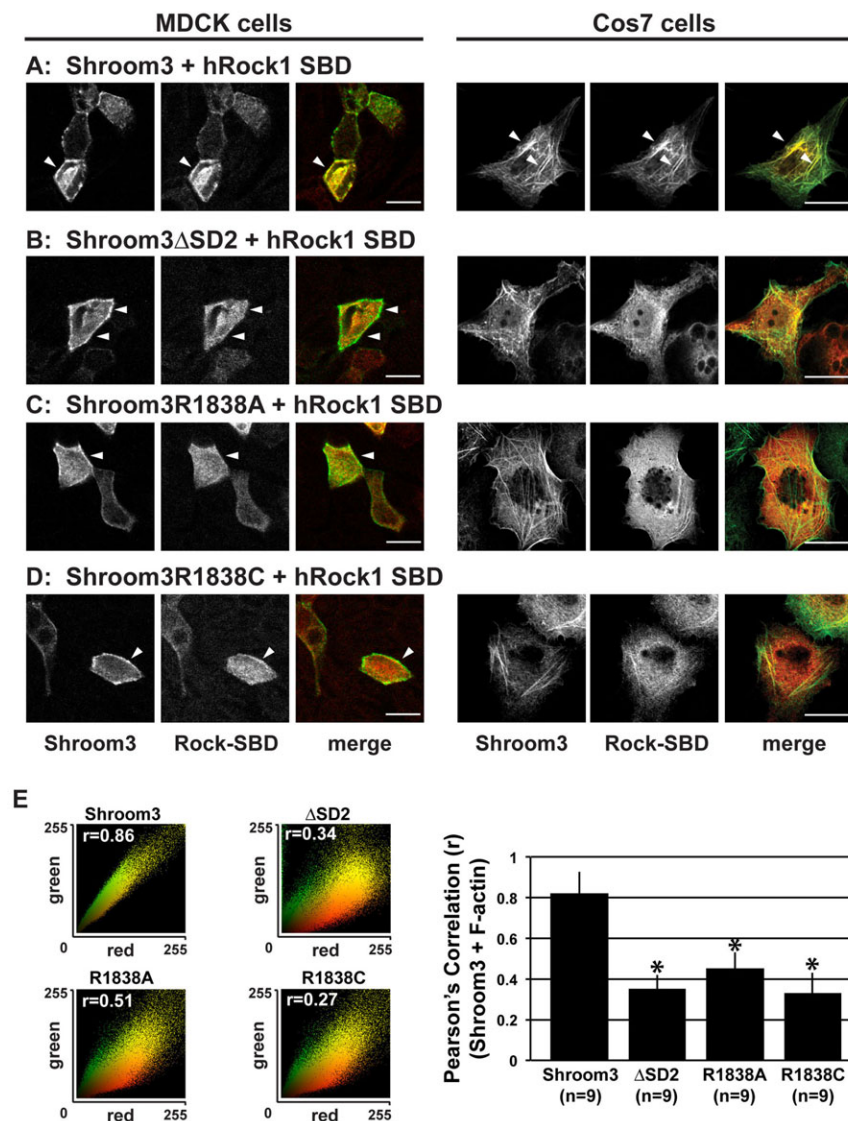 MDCK cells
Cos7 cells
A: Shroom3 + hRock1 SBD
B: Shroom3ΔSD2 + hRock1 SBD
C: Shroom3R1838A + hRock1 SBD
D: Shroom3R1838C + hRock1 SBD
Shroom3 Rock-SBD merge
Shroom3 Rock-SBD merge
E
Shroom3
255
r=0.86
green
0 red 255
ΔSD2
255
r=0.34
green
0 red 255
R1838A
255
r=0.51
green
0 red 255
R1838C
255
r=0.27
green
0 red 255
Pearson's Correlation (r)
(Shroom3 + F-actin)
1
0.8
0.6
0.4
0.2
0
* * *
Shroom3 ΔSD2 R1838A R1838C
(n=9) (n=9) (n=9) (n=9)